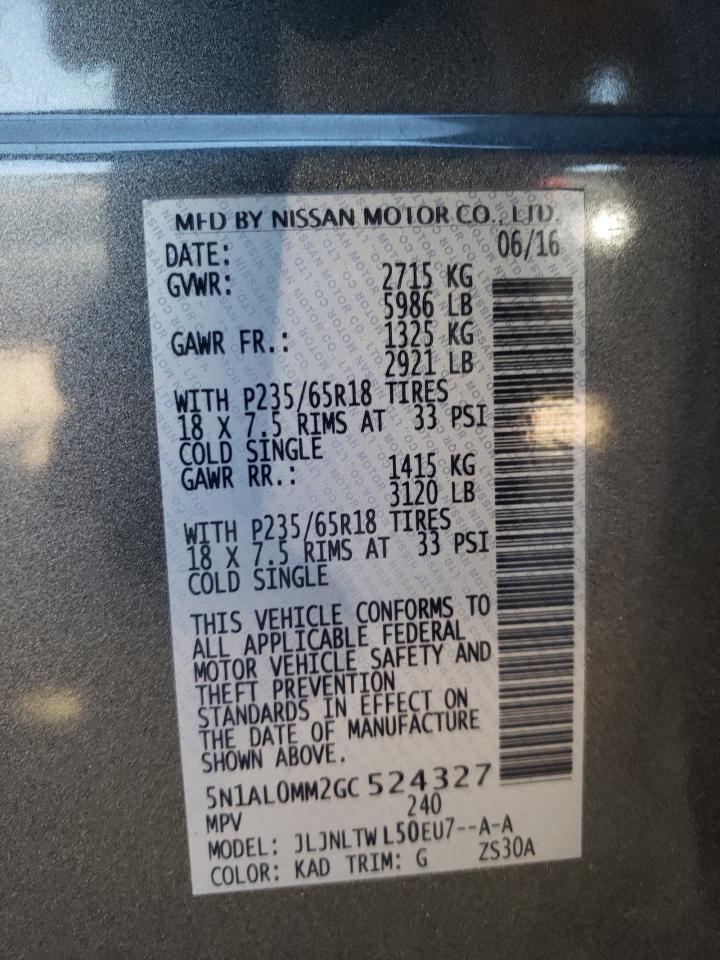 MFD BY NISSAN MOTOR CO., LTD.
DATE: 06/16
GVWR: 2715 KG
5986 LB
GAWR FR.: 1325 KG
2921 LB
WITH P235/65R18 TIRES
18 X 7.5 RIMS AT 33 PSI
COLD SINGLE
GAWR RR.: 1415 KG
3120 LB
WITH P235/65R18 TIRES
18 X 7.5 RIMS AT 33 PSI
COLD SINGLE
THIS VEHICLE CONFORMS TO
ALL APPLICABLE FEDERAL
MOTOR VEHICLE SAFETY AND
THEFT PREVENTION
STANDARDS IN EFFECT ON
THE DATE OF MANUFACTURE
SHOWN ABOVE.
5N1AL0MM2GC524327
MPV 240
MODEL: JLJNLTWL50EU7--A-A
COLOR: KAD TRIM: G ZS30A